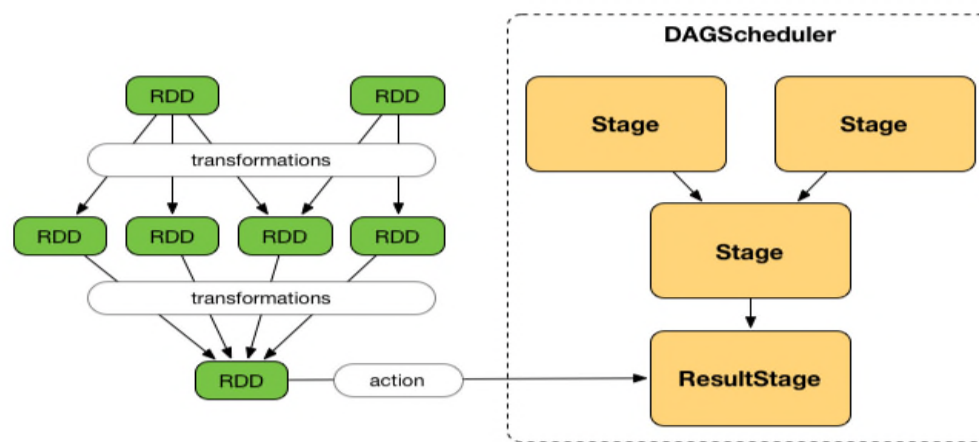 DAGScheduler
RDD
RDD
transformations
RDD
RDD
RDD
RDD
transformations
RDD
action
Stage
Stage
Stage
ResultStage